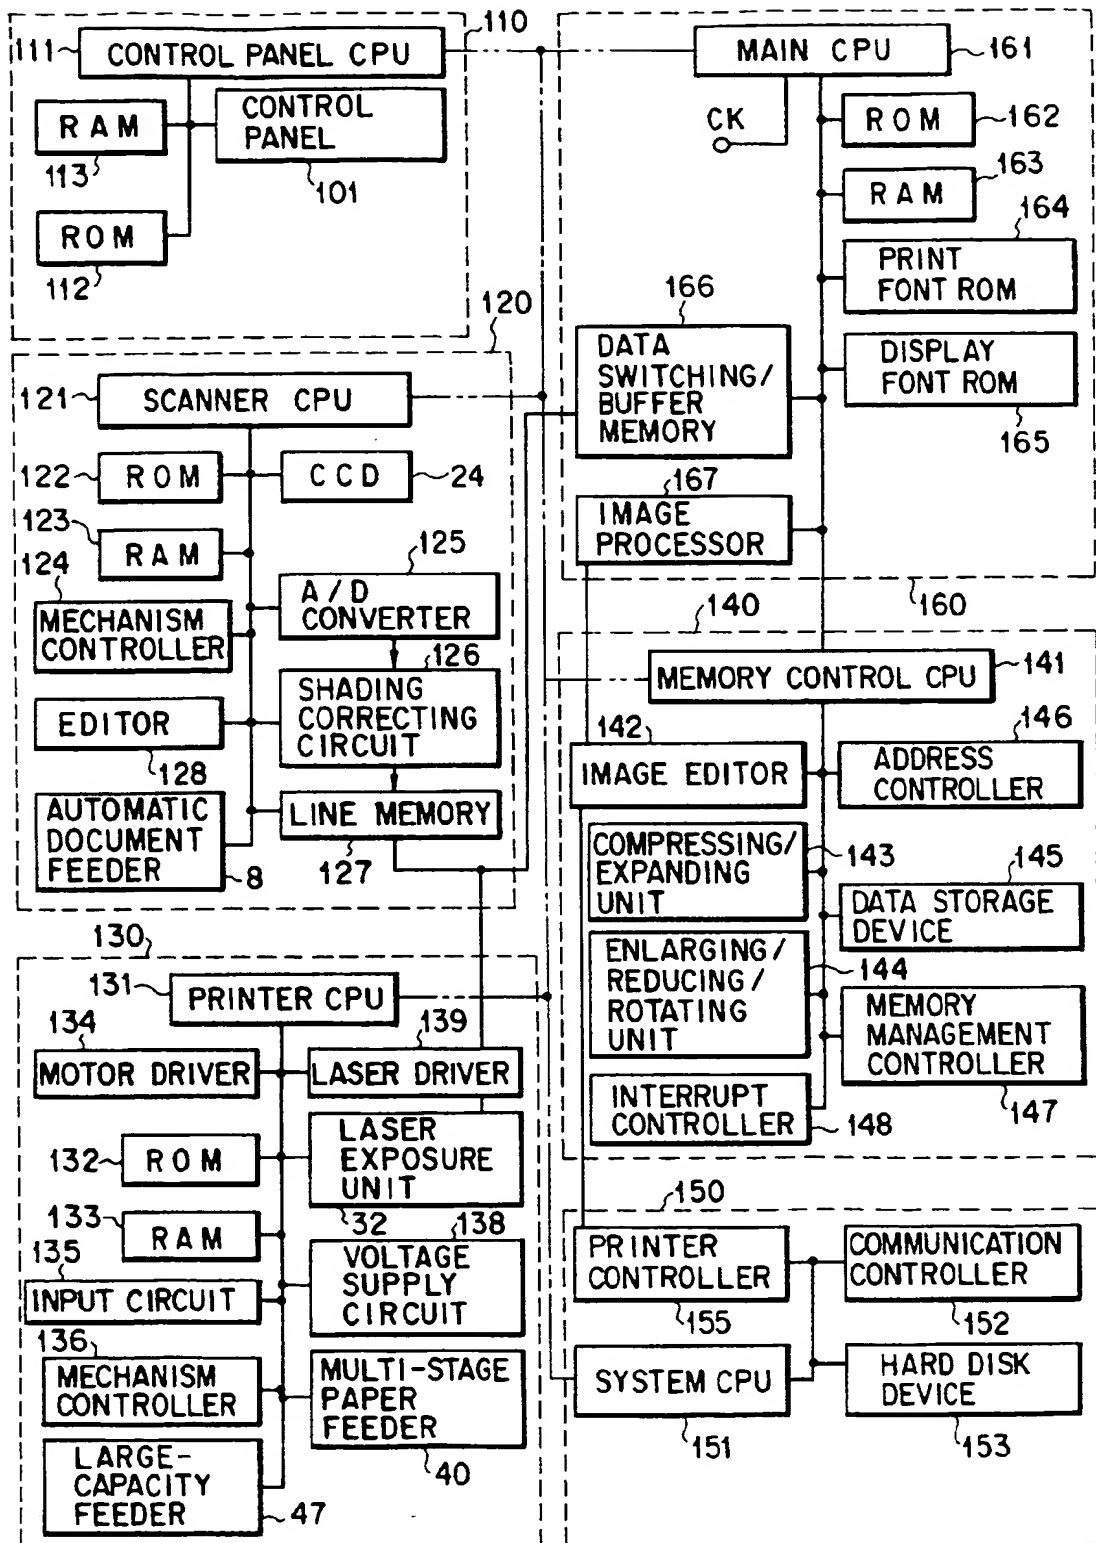 110
111
CONTROL PANEL CPU
RAM
113
CONTROL
PANEL
101
ROM
112
120
121
SCANNER CPU
122
ROM
CCD
24
123
RAM
124
MECHANISM
CONTROLLER
125
A/D
CONVERTER
126
SHADING
CORRECTING
CIRCUIT
EDITOR
128
AUTOMATIC
DOCUMENT
FEEDER
8
LINE MEMORY
127
130
131
PRINTER CPU
134
MOTOR DRIVER
139
LASER DRIVER
132
ROM
LASER
EXPOSURE
UNIT
32
133
RAM
135
INPUT CIRCUIT
138
VOLTAGE
SUPPLY
CIRCUIT
136
MECHANISM
CONTROLLER
MULTI-STAGE
PAPER
FEEDER
40
LARGE-
CAPACITY
FEEDER
47
MAIN CPU
161
CK
ROM
162
RAM
163
164
PRINT
FONT ROM
166
DATA
SWITCHING/
BUFFER
MEMORY
DISPLAY
FONT ROM
165
167
IMAGE
PROCESSOR
160
140
MEMORY CONTROL CPU
141
142
IMAGE EDITOR
146
ADDRESS
CONTROLLER
COMPRESSING/
EXPANDING
UNIT
143
145
DATA STORAGE
DEVICE
ENLARGING/
REDUCING/
ROTATING
UNIT
144
MEMORY
MANAGEMENT
CONTROLLER
147
INTERRUPT
CONTROLLER
148
150
PRINTER
CONTROLLER
155
COMMUNICATION
CONTROLLER
152
SYSTEM CPU
151
HARD DISK
DEVICE
153